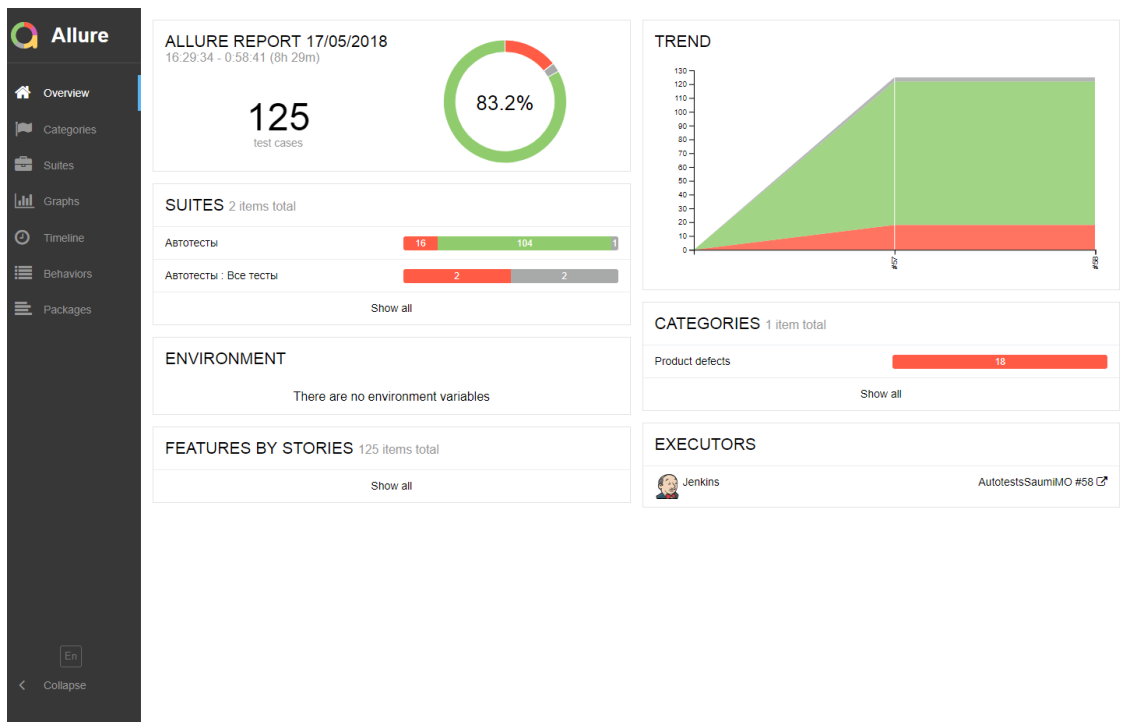 Allure
Overview
Categories
Suites
Graphs
Timeline
Behaviors
Packages
En
Collapse
ALLURE REPORT 17/05/2018
16:29:34 - 0:58:41 (8h 29m)
125
test cases
83.2%
SUITES 2 items total
Автотесты 16 104 1
Автотесты : Все тесты 2 2
Show all
ENVIRONMENT
There are no environment variables
FEATURES BY STORIES 125 items total
Show all
TREND
130
120
110
100
90
80
70
60
50
40
30
20
10
0
#57
#58
CATEGORIES 1 item total
Product defects 18
Show all
EXECUTORS
Jenkins AutotestsSaumiMO #58